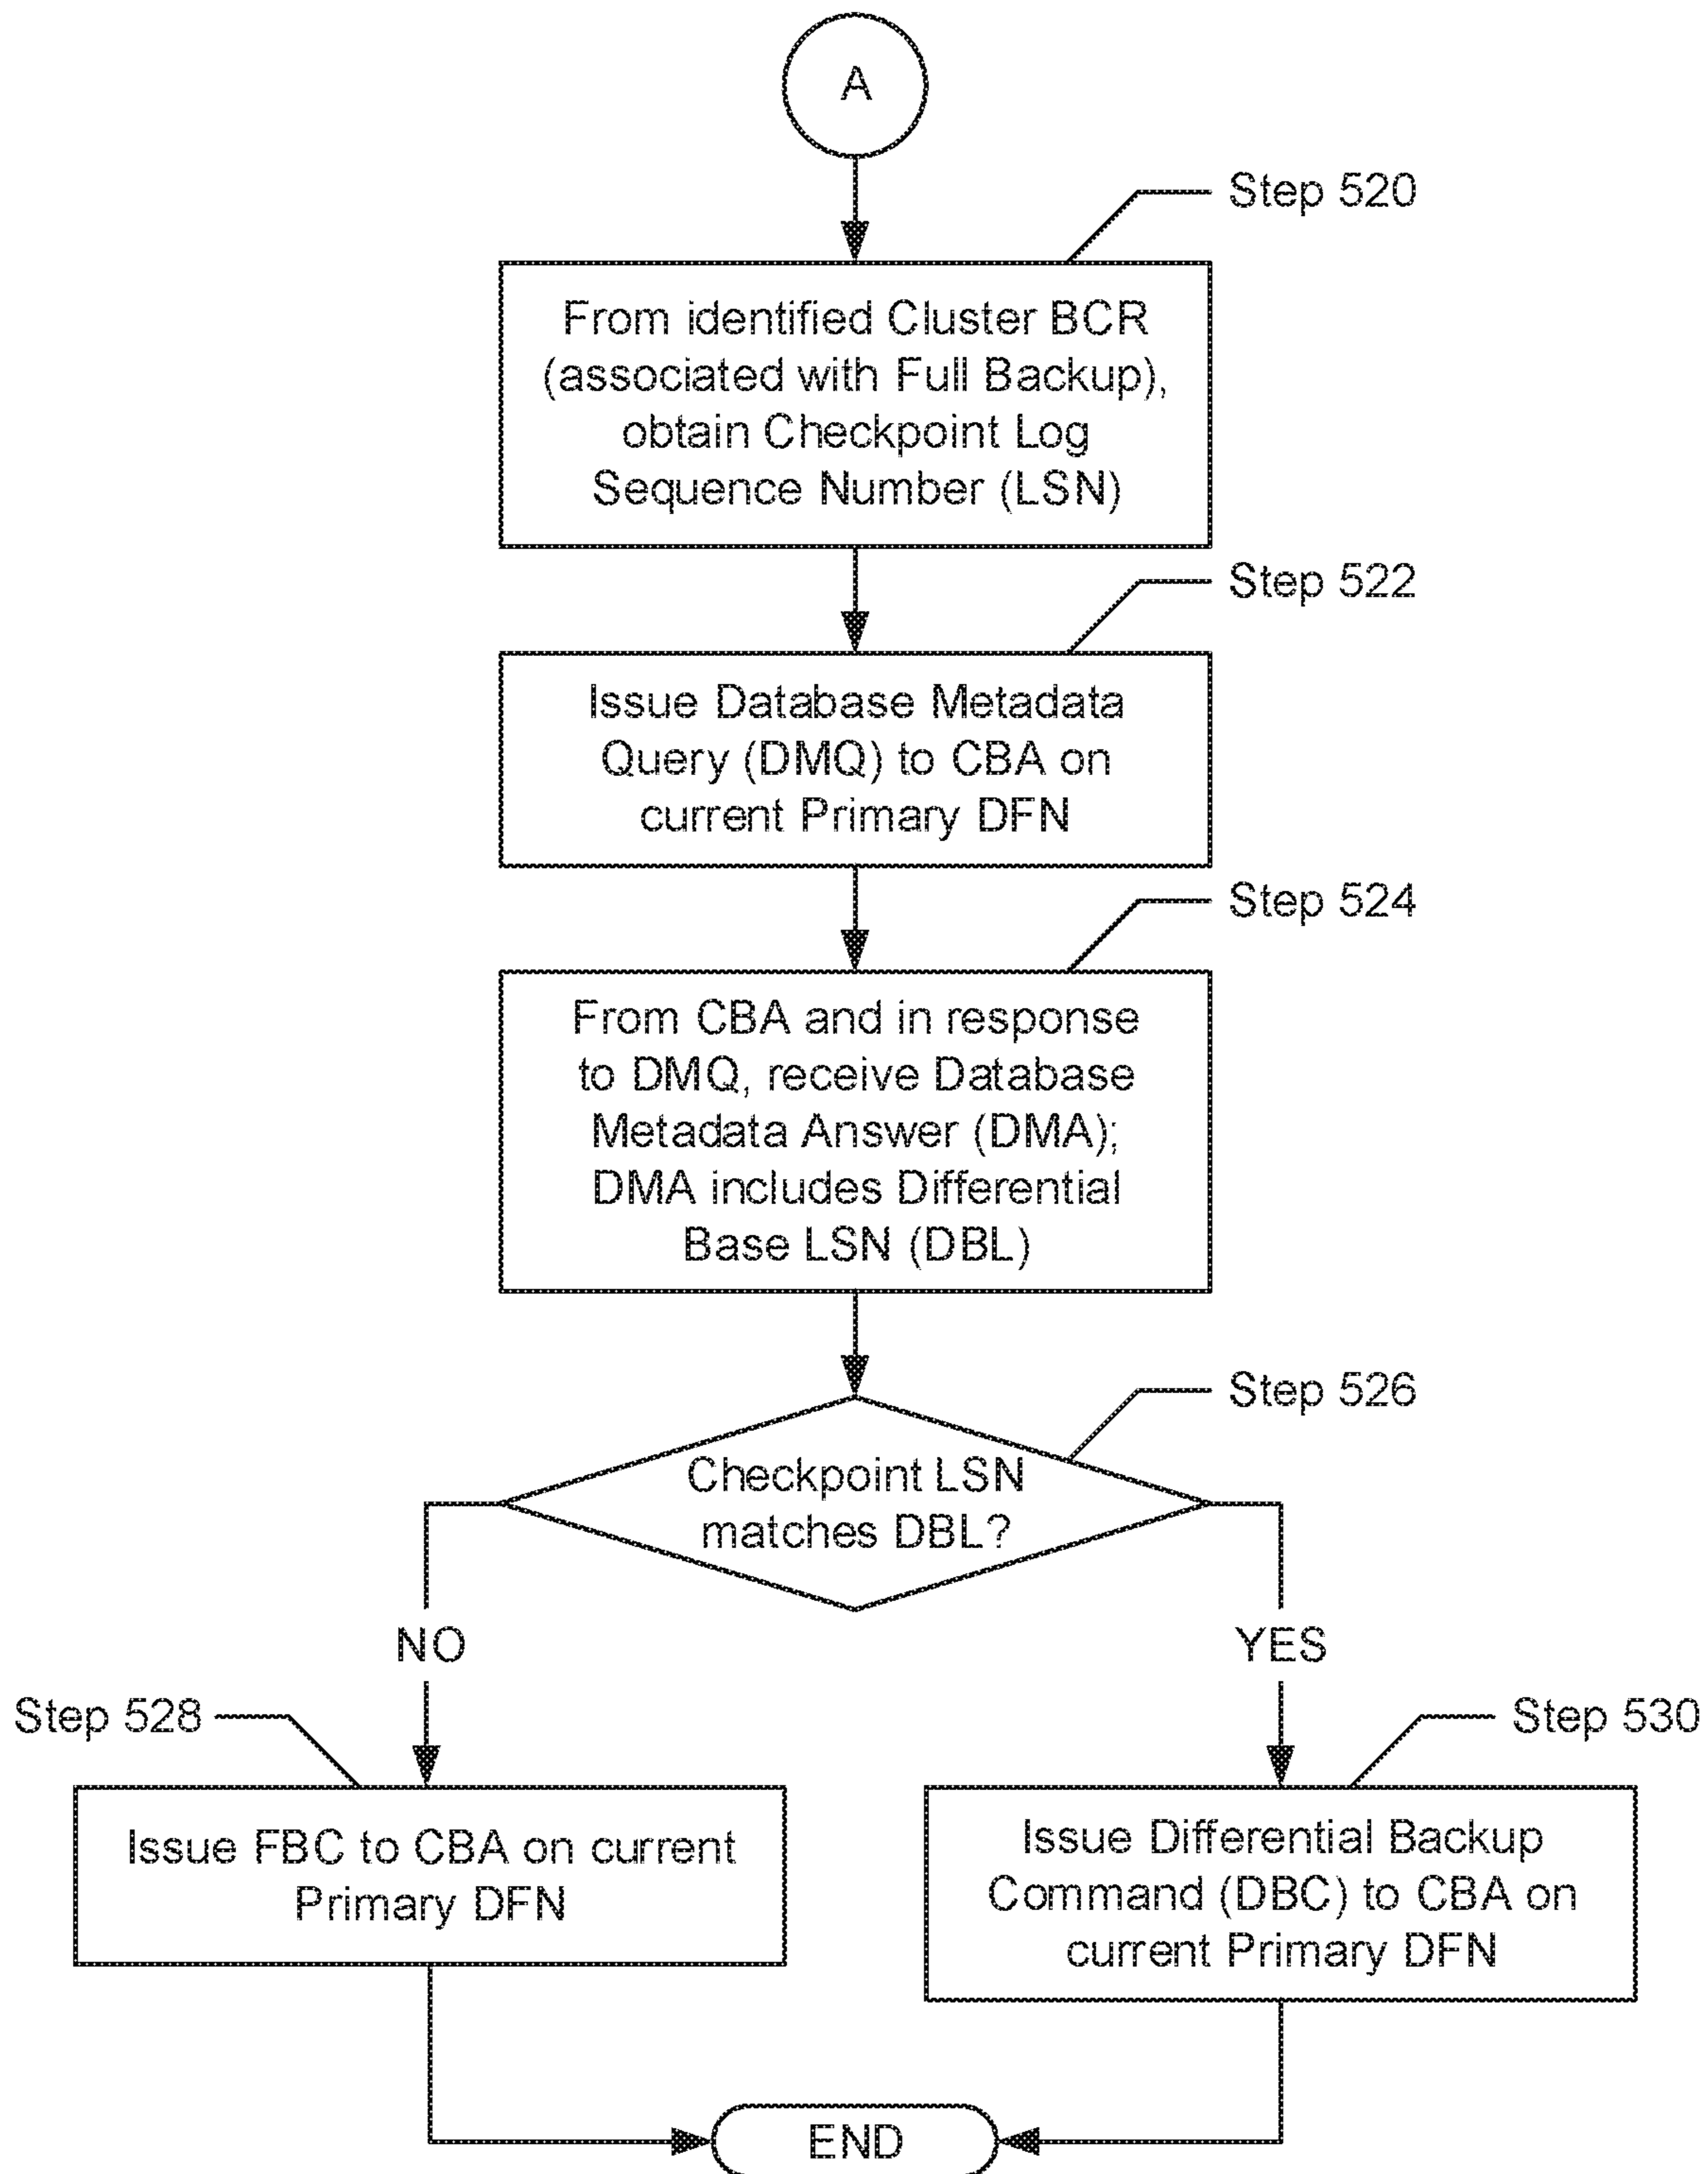 A
Step 520
From identified Cluster BCR
(associated with Full Backup),
obtain Checkpoint Log
Sequence Number (LSN)
Step 522
Issue Database Metadata
Query (DMQ) to CBA on
current Primary DFN
Step 524
From CBA and in response
to DMQ, receive Database
Metadata Answer (DMA);
DMA includes Differential
Base LSN (DBL)
Step 526
Checkpoint LSN
matches DBL?
NO
YES
Step 528
Step 530
Issue FBC to CBA on current
Primary DFN
Issue Differential Backup
Command (DBC) to CBA on
current Primary DFN
END